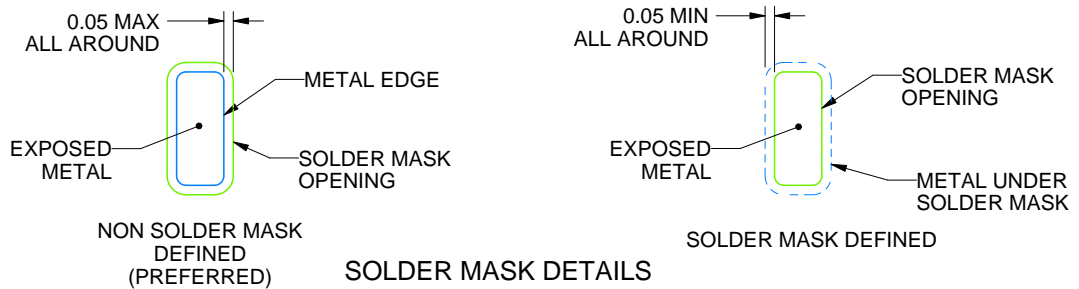 0.05 MAX
ALL AROUND
METAL EDGE
EXPOSED
METAL
SOLDER MASK
OPENING
NON SOLDER MASK
DEFINED
(PREFERRED)
0.05 MIN
ALL AROUND
SOLDER MASK
OPENING
EXPOSED
METAL
METAL UNDER
SOLDER MASK
SOLDER MASK DEFINED
SOLDER MASK DETAILS